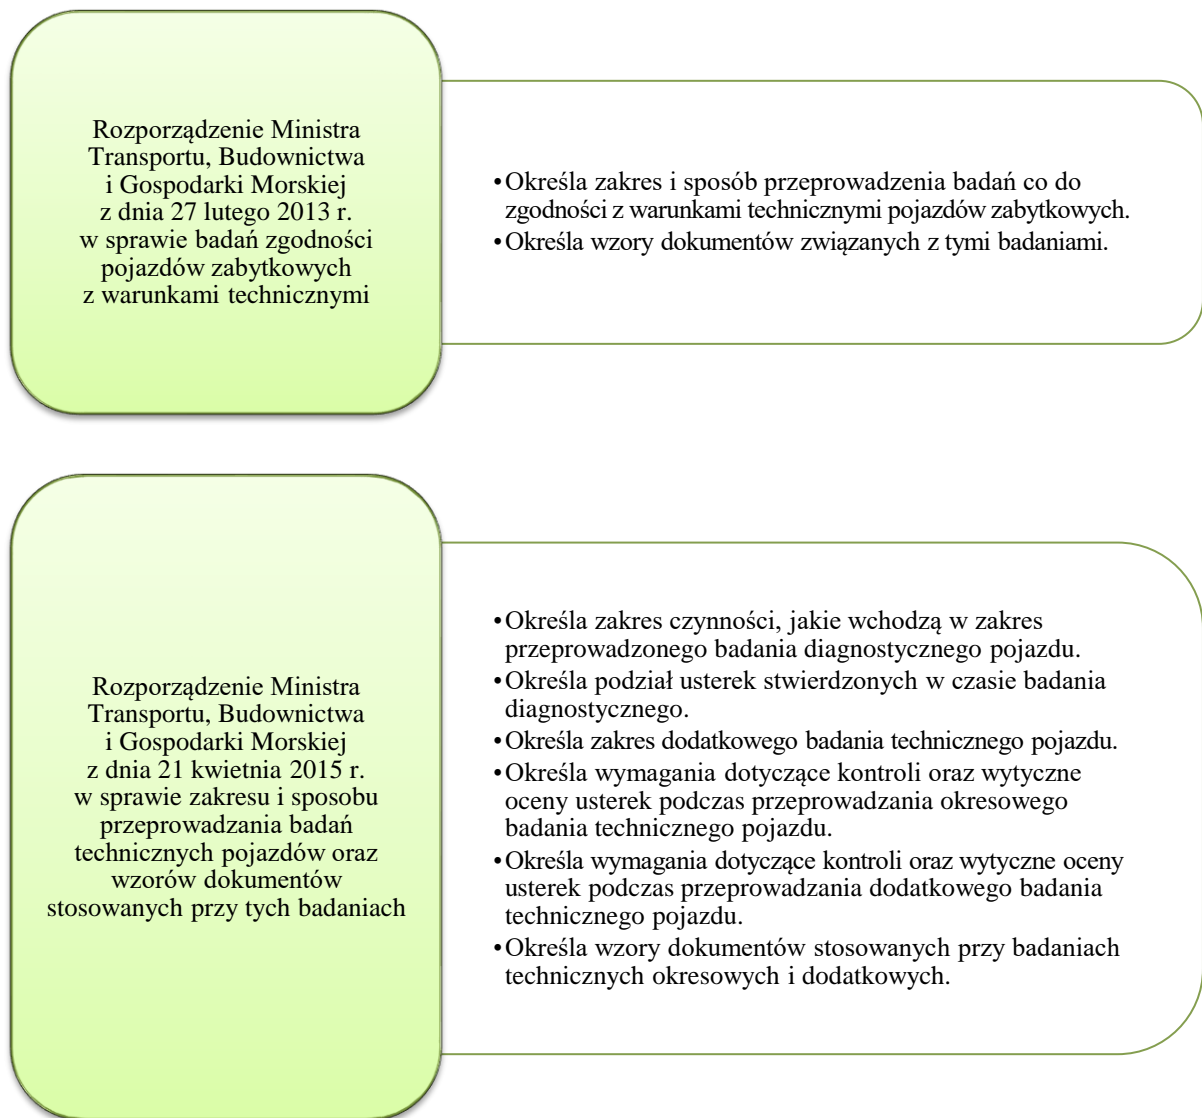 Rozporządzenie Ministra
Transportu, Budownictwa
i Gospodarki Morskiej
z dnia 27 lutego 2013 r.
w sprawie badań zgodności
pojazdów zabytkowych
z warunkami technicznymi
•Określa zakres i sposób przeprowadzenia badań co do
zgodności z warunkami technicznymi pojazdów zabytkowych.
•Określa wzory dokumentów związanych z tymi badaniami.
Rozporządzenie Ministra
Transportu, Budownictwa
i Gospodarki Morskiej
z dnia 21 kwietnia 2015 r.
w sprawie zakresu i sposobu
przeprowadzania badań
technicznych pojazdów oraz
wzorów dokumentów
stosowanych przy tych badaniach
•Określa zakres czynności, jakie wchodzą w zakres
przeprowadzonego badania diagnostycznego pojazdu.
•Określa podział usterek stwierdzonych w czasie badania
diagnostycznego.
•Określa zakres dodatkowego badania technicznego pojazdu.
•Określa wymagania dotyczące kontroli oraz wytyczne
oceny usterek podczas przeprowadzania okresowego
badania technicznego pojazdu.
•Określa wymagania dotyczące kontroli oraz wytyczne oceny
usterek podczas przeprowadzania dodatkowego badania
technicznego pojazdu.
•Określa wzory dokumentów stosowanych przy badaniach
technicznych okresowych i dodatkowych.